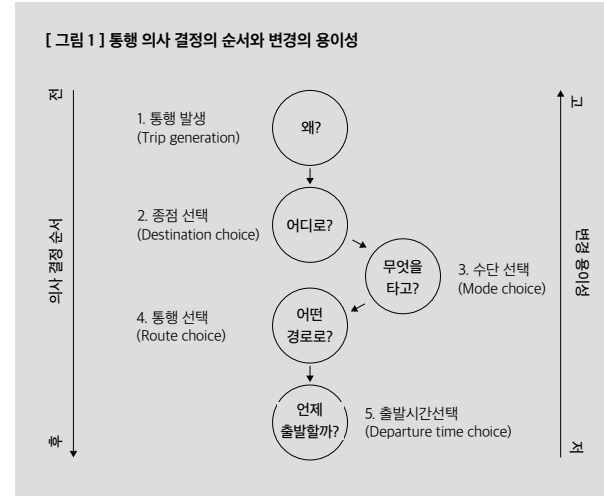 [ 그림 1 ] 통행 의사 결정의 순서와 변경의 용이성
전
고
1. 통행 발생
(Trip generation)
왜?
2. 종점 선택
(Destination choice)
어디로?
의사 결정 순서
변경 용이성
무엇을
타고?
3. 수단 선택
(Mode choice)
4. 통행 선택
(Route choice)
어떤
경로로?
언제
출발할까?
5. 출발시간선택
(Departure time choice)
후
저